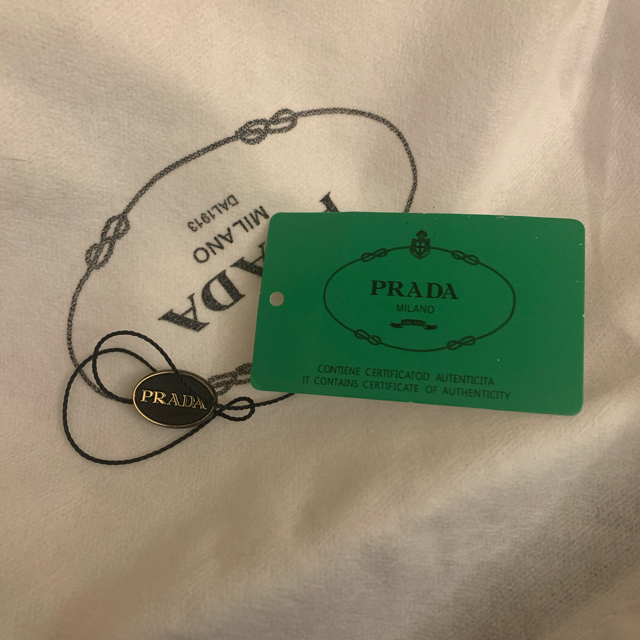 PRADA
MILANO
DAL1913
PRADA
MILANO
CONTIENE CERTIFICATOO AUTENTICITA
IT CONTAINS CERTIFICATE OF AUTHENTICITY
PRADA